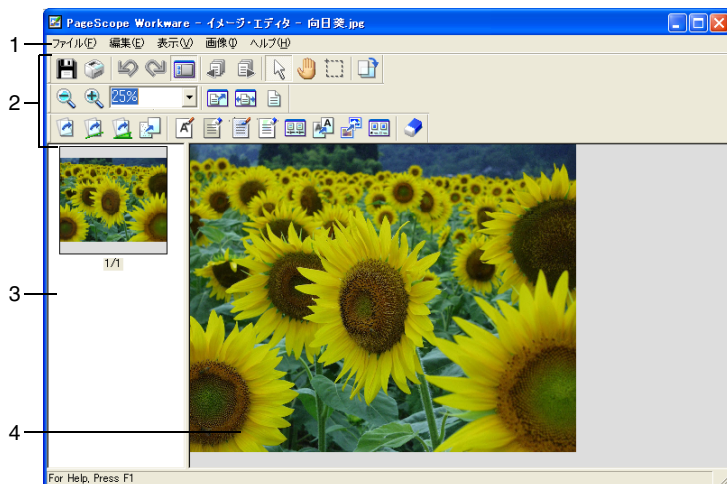 PageScope Workware - イメージ・エディタ - 向日葵.jpg
1
ファイル(F) 編集(E) 表示(V) 画像(I) ヘルプ(H)
2
25%
1/1
3
4
For Help, Press F1